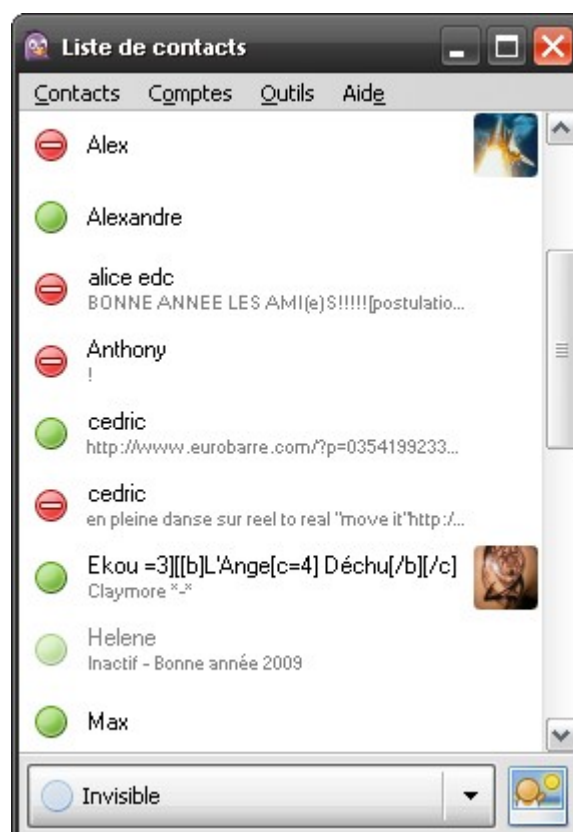 Liste de contacts
Contacts Comptes Outils Aide
Alex
Alexandre
alice edc
BONNE ANNEE LES AMI(e)S!!!!![postulatio...
Anthony
!
cedric
http://www.eurobarre.com/?p=0354199233...
cedric
en pleine danse sur reel to real "move it"http:/...
Ekou =3][[b]L'Ange[c=4] Déchu[/b][/c]
Claymore *-*
Helene
Inactif - Bonne année 2009
Max
Invisible